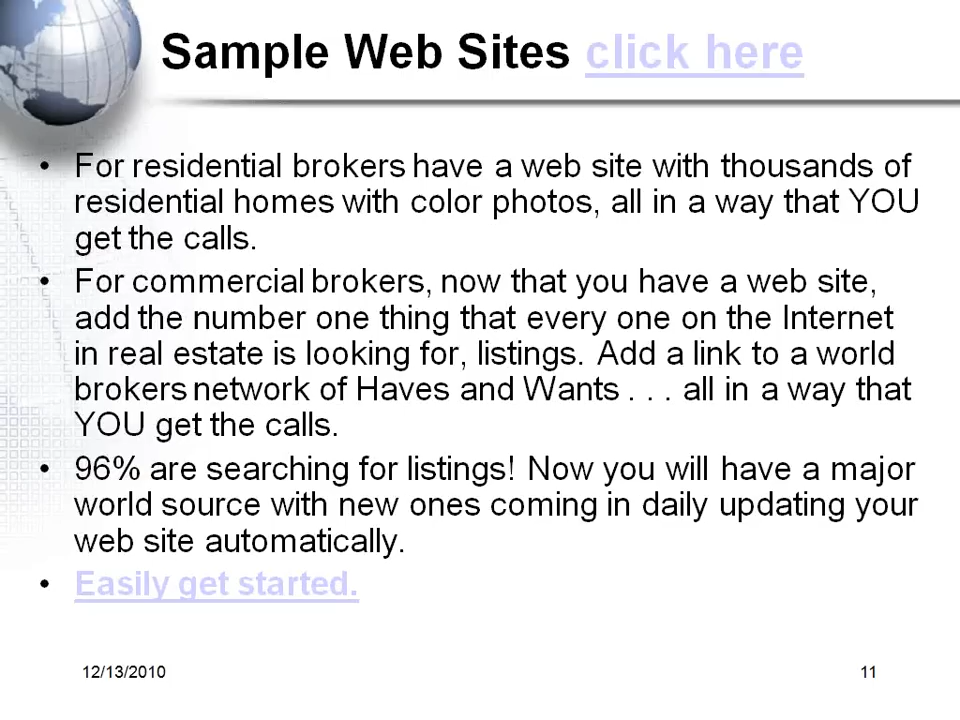 Sample Web Sites click here
• For residential brokers have a web site with thousands of
residential homes with color photos, all in a way that YOU
get the calls.
• For commercial brokers, now that you have a web site,
add the number one thing that every one on the Internet
in real estate is looking for, listings. Add a link to a world
brokers network of Haves and Wants . . . all in a way that
YOU get the calls.
• 96% are searching for listings! Now you will have a major
world source with new ones coming in daily updating your
web site automatically.
• Easily get started.
12/13/2010 11